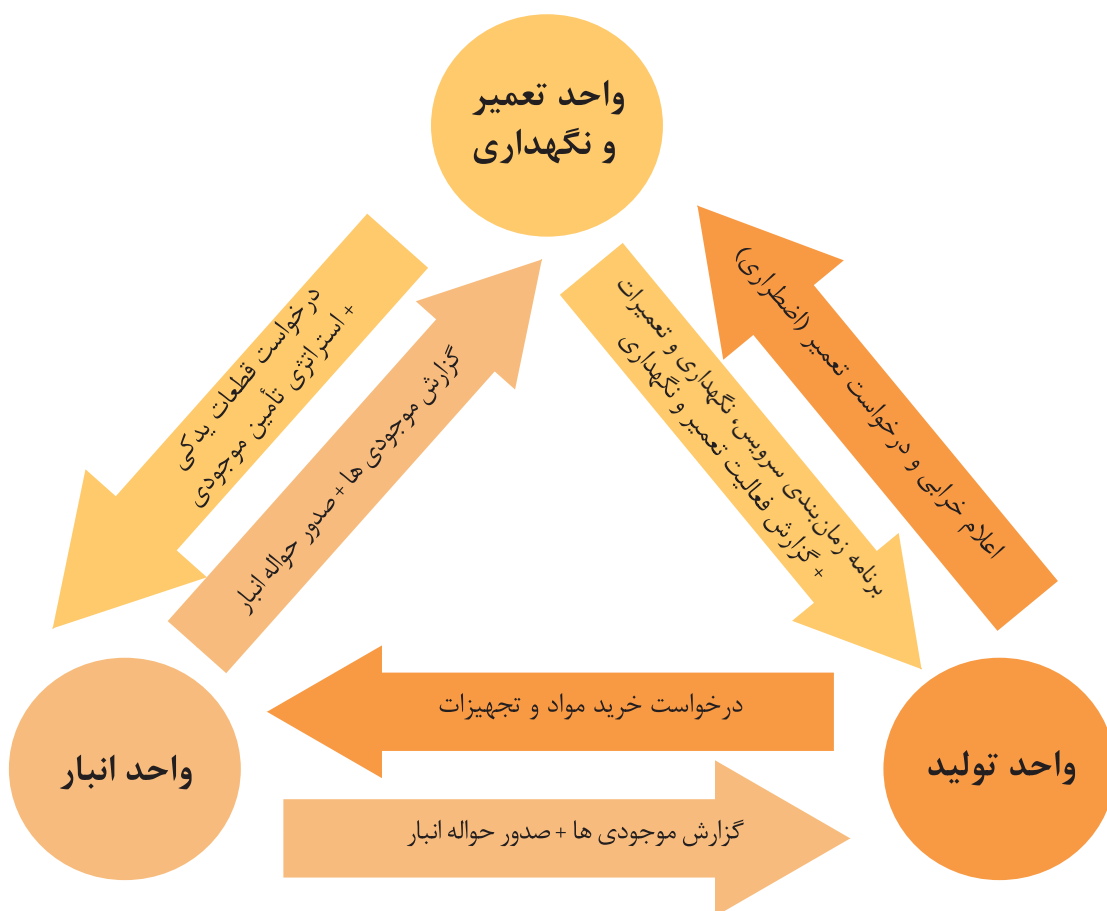 واحد تعمیر
و نگهداری
درخواست قطعات یدکی
+ استراتژی تأمین موجودی
گزارش موجودی ها + صدور حواله انبار
برنامه زمان‌بندی سرویس، نگهداری و تعمیرات
+ گزارش فعالیت تعمیر و نگهداری
اعلام خرابی و درخواست تعمیر (اضطراری)
درخواست خرید مواد و تجهیزات
واحد تولید
واحد انبار
گزارش موجودی ها + صدور حواله انبار